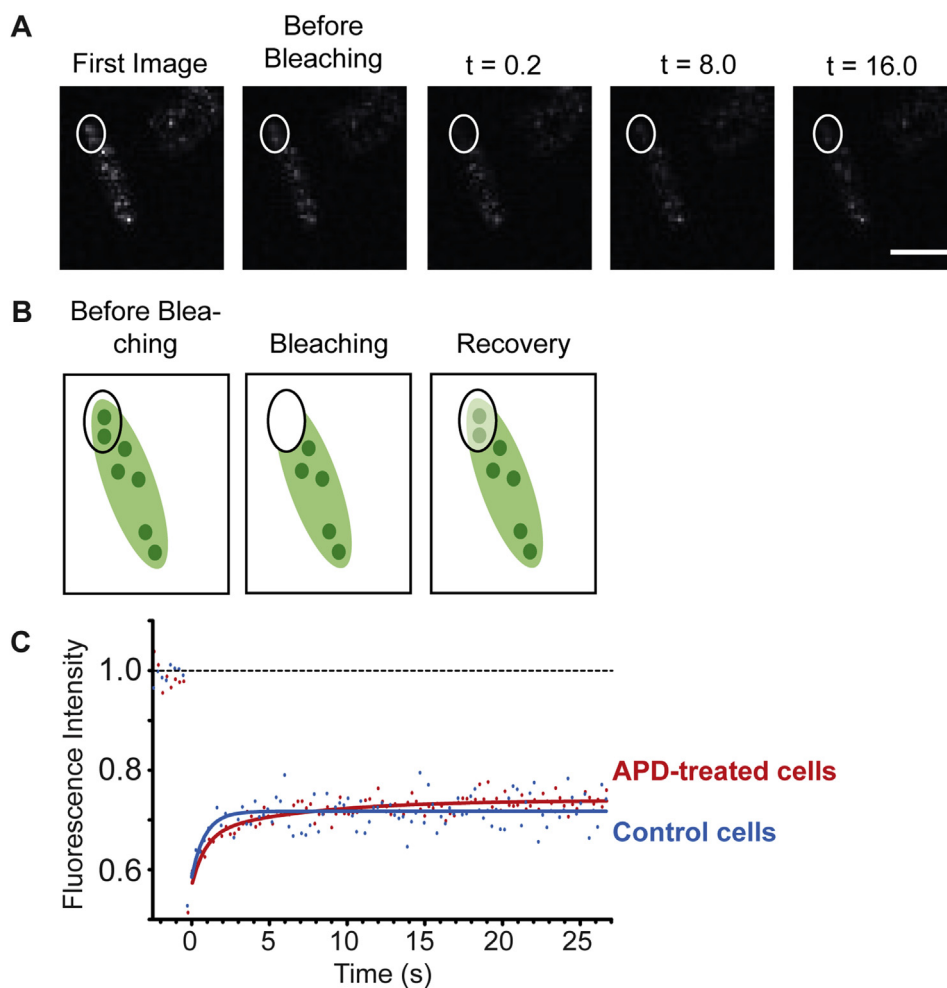 A
First Image
Before
Bleaching
t = 0.2
t = 8.0
t = 16.0
B
Before Blea-
ching
Bleaching
Recovery
C
Fluorescence Intensity
1.0
0.8
0.6
APD-treated cells
Control cells
0 5 10 15 20 25
Time (s)